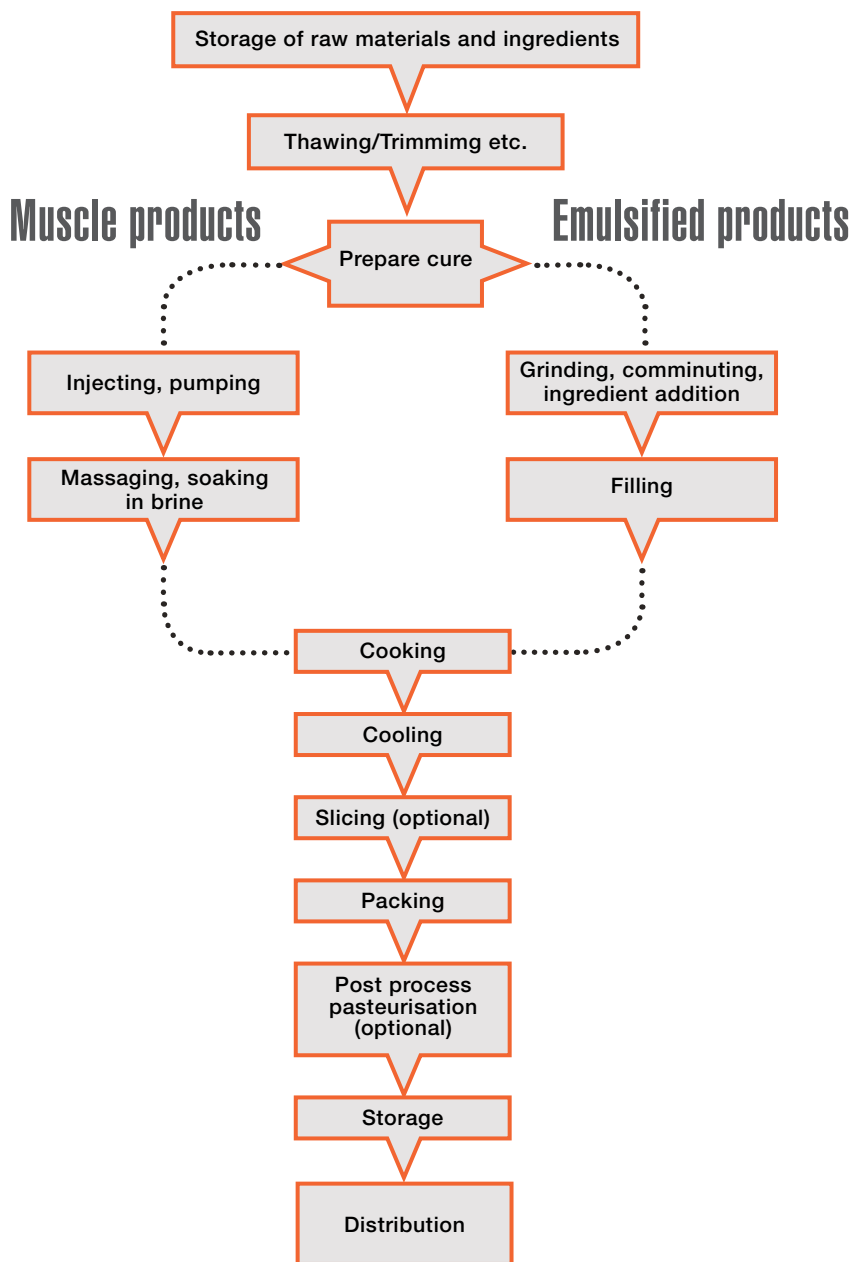 Storage of raw materials and ingredients
Thawing/Trimmimg etc.
Muscle products
Emulsified products
Prepare cure
Injecting, pumping
Grinding, comminuting,
ingredient addition
Massaging, soaking
in brine
Filling
Cooking
Cooling
Slicing (optional)
Packing
Post process
pasteurisation
(optional)
Storage
Distribution